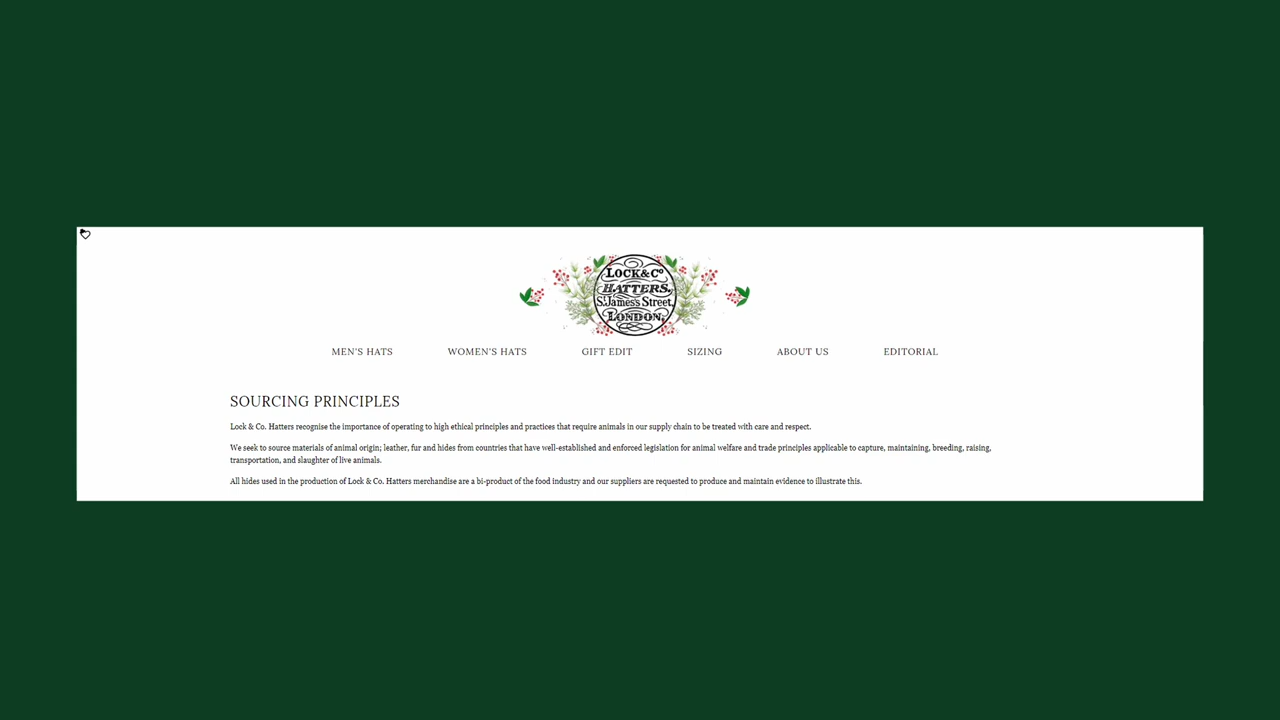 LOCK & Co
HATTERS.
St. James's Street,
LONDON.
MEN'S HATS WOMEN'S HATS GIFT EDIT SIZING ABOUT US EDITORIAL
SOURCING PRINCIPLES
Lock & Co. Hatters recognise the importance of operating to high ethical principles and practices that require animals in our supply chain to be treated with care and respect.
We seek to source materials of animal origin; leather, fur and hides from countries that have well-established and enforced legislation for animal welfare and trade principles applicable to capture, maintaining, breeding, raising,
transportation, and slaughter of live animals.
All hides used in the production of Lock & Co. Hatters merchandise are a bi-product of the food industry and our suppliers are requested to produce and maintain evidence to illustrate this.